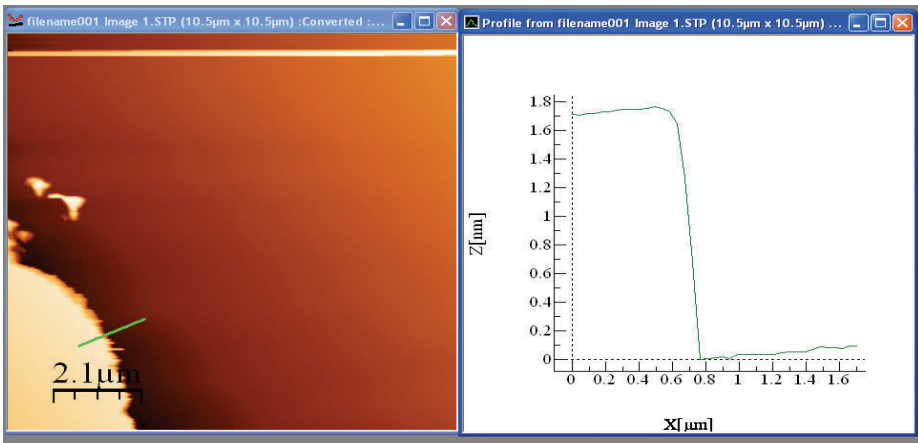 filename001 Image 1.STP (10.5µm x 10.5µm) :Converted :...
2.1µm
Profile from filename001 Image 1.STP (10.5µm x 10.5µm) ...
Z[nm]
1.8
1.6
1.4
1.2
1
0.8
0.6
0.4
0.2
0
0 0.2 0.4 0.6 0.8 1 1.2 1.4 1.6
X[µm]